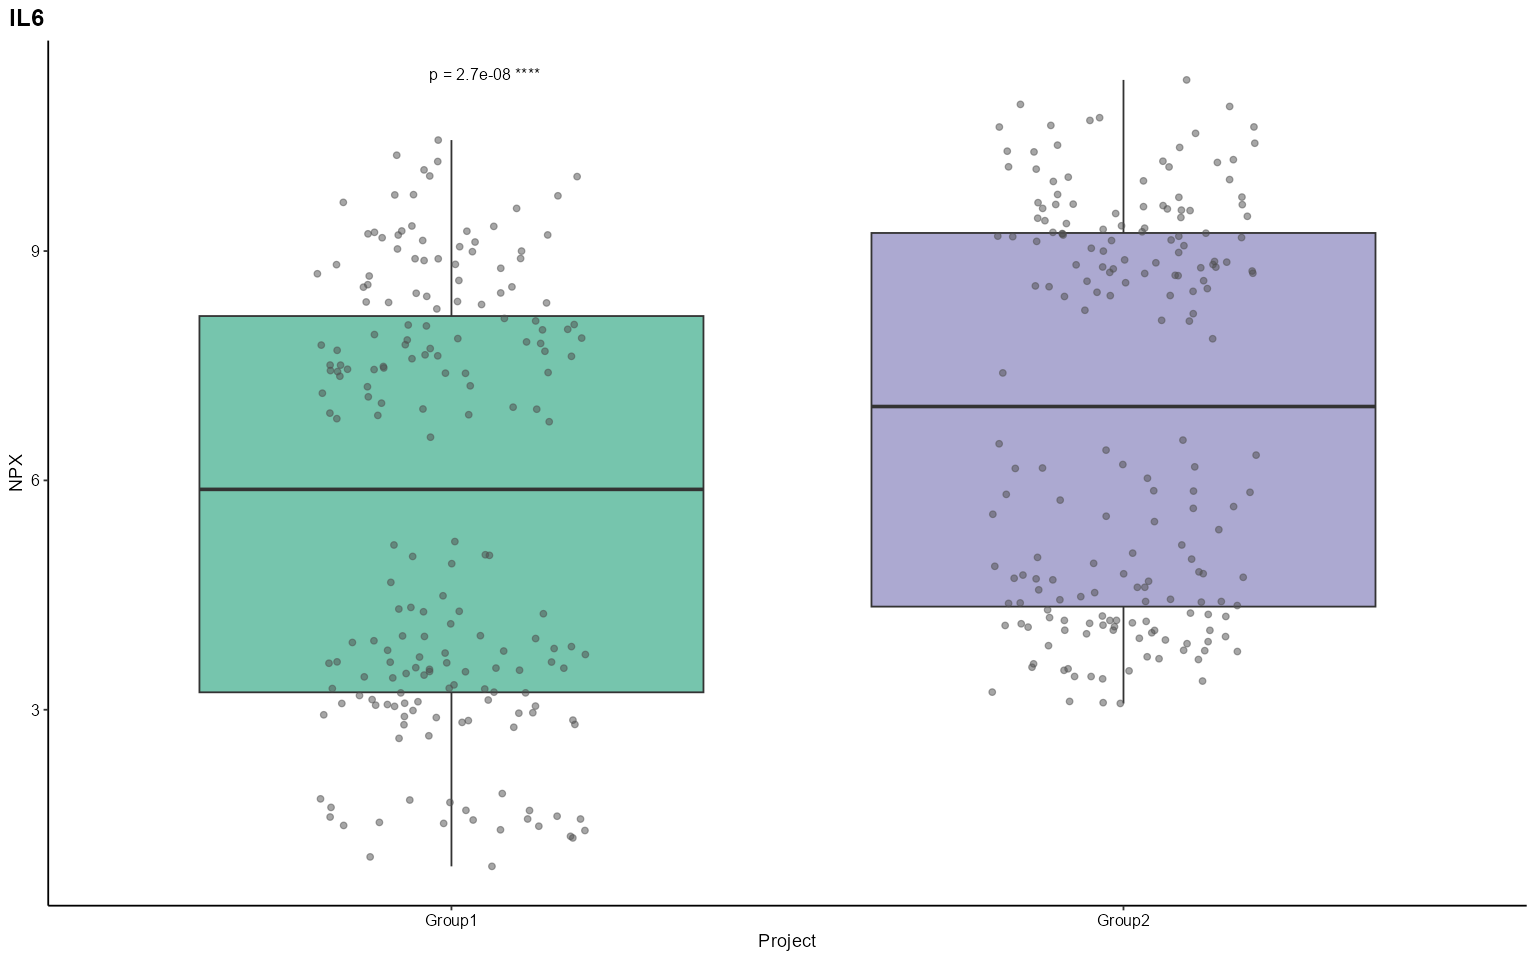 IL6
p = 2.7e-08 ****
NPX
9
6
3
Group1
Group2
Project